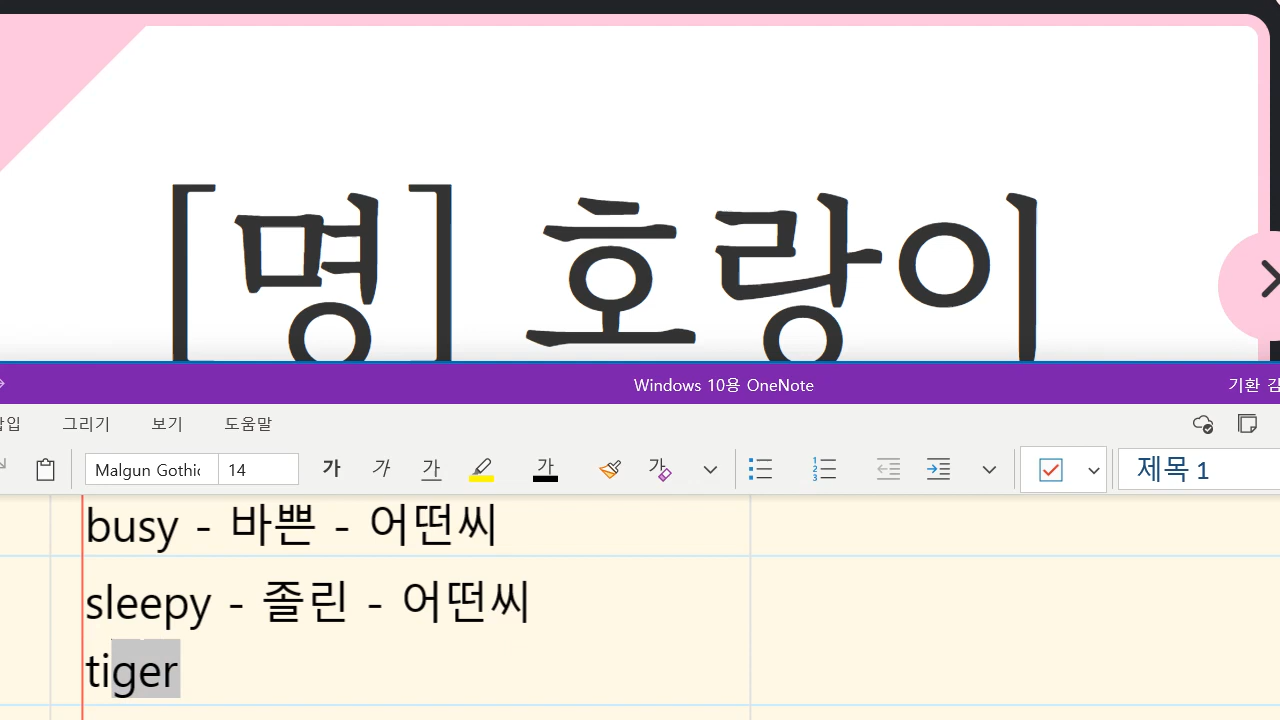 [명] 호랑이
Windows 10용 OneNote
기환 김
삽입 그리기 보기 도움말
Malgun Gothic 14 가 가 가 가 가 제목 1
busy - 바쁜 - 어떤씨
sleepy - 졸린 - 어떤씨
tiger